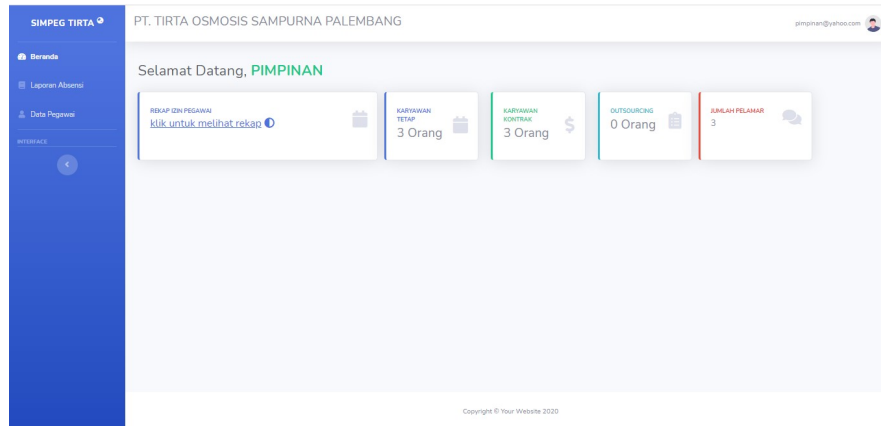 SIMPEG TIRTA
PT. TIRTA OSMOSIS SAMPURNA PALEMBANG
pimpinan@yahoo.com
Beranda
Laporan Absensi
Data Pegawai
INTERFACE
Selamat Datang, PIMPINAN
REKAP IZIN PEGAWAI
klik untuk melihat rekap
KARYAWAN
TETAP
3 Orang
KARYAWAN
KONTRAK
3 Orang
OUTSOURCING
0 Orang
JUMLAH PELAMAR
3
Copyright © Your Website 2020